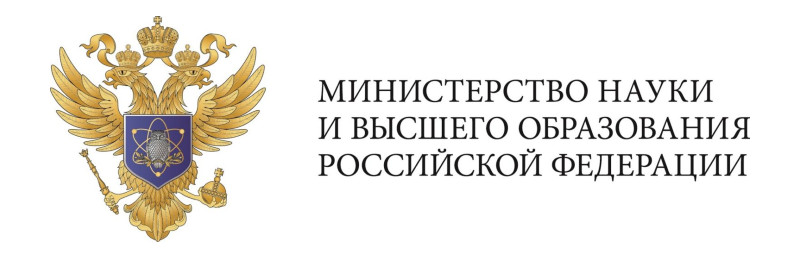 МИНИСТЕРСТВО НАУКИ
И ВЫСШЕГО ОБРАЗОВАНИЯ
РОССИЙСКОЙ ФЕДЕРАЦИИ